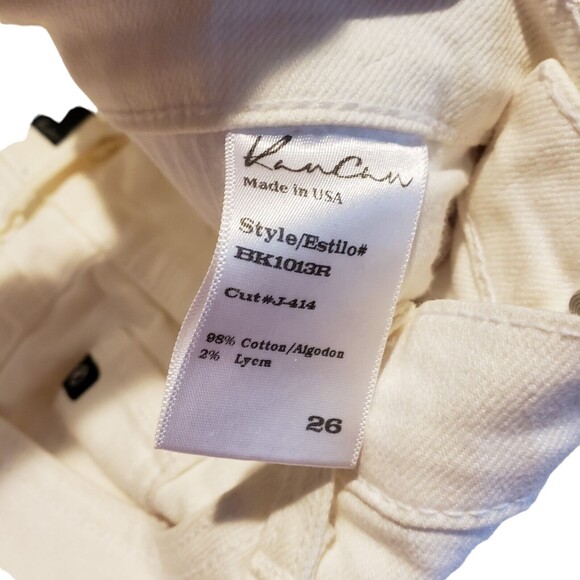 KanCan
Made in USA
Style/Estilo#
BK1013R
Cut#J-414
98% Cotton/Algodon
2% Lycra
26